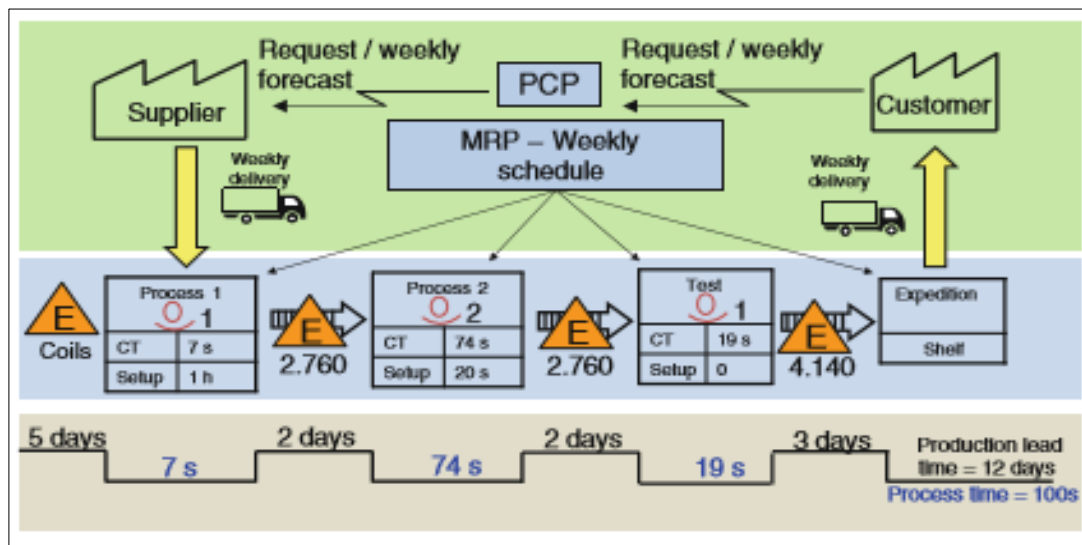 Request / weekly
forecast
Request / weekly
forecast
PCP
Supplier
Customer
MRP – Weekly
schedule
Weekly
delivery
Weekly
delivery
Process 1
1
CT 7 s
Setup 1 h
Process 2
2
CT 74 s
Setup 20 s
Test
1
CT 19 s
Setup 0
Expedition
Shelf
E
Coils
E
2.760
E
2.760
E
4.140
5 days
7 s
2 days
74 s
2 days
19 s
3 days
Production lead
time = 12 days
Process time = 100s